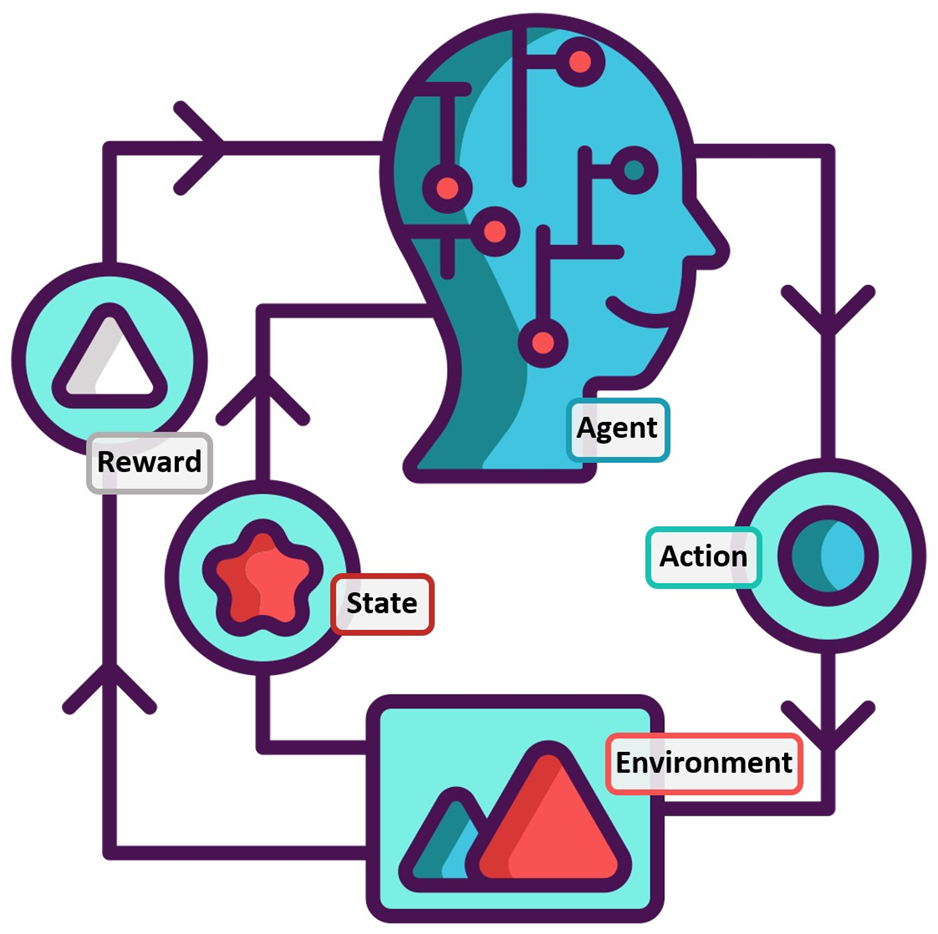 Agent
Reward
Action
State
Environment